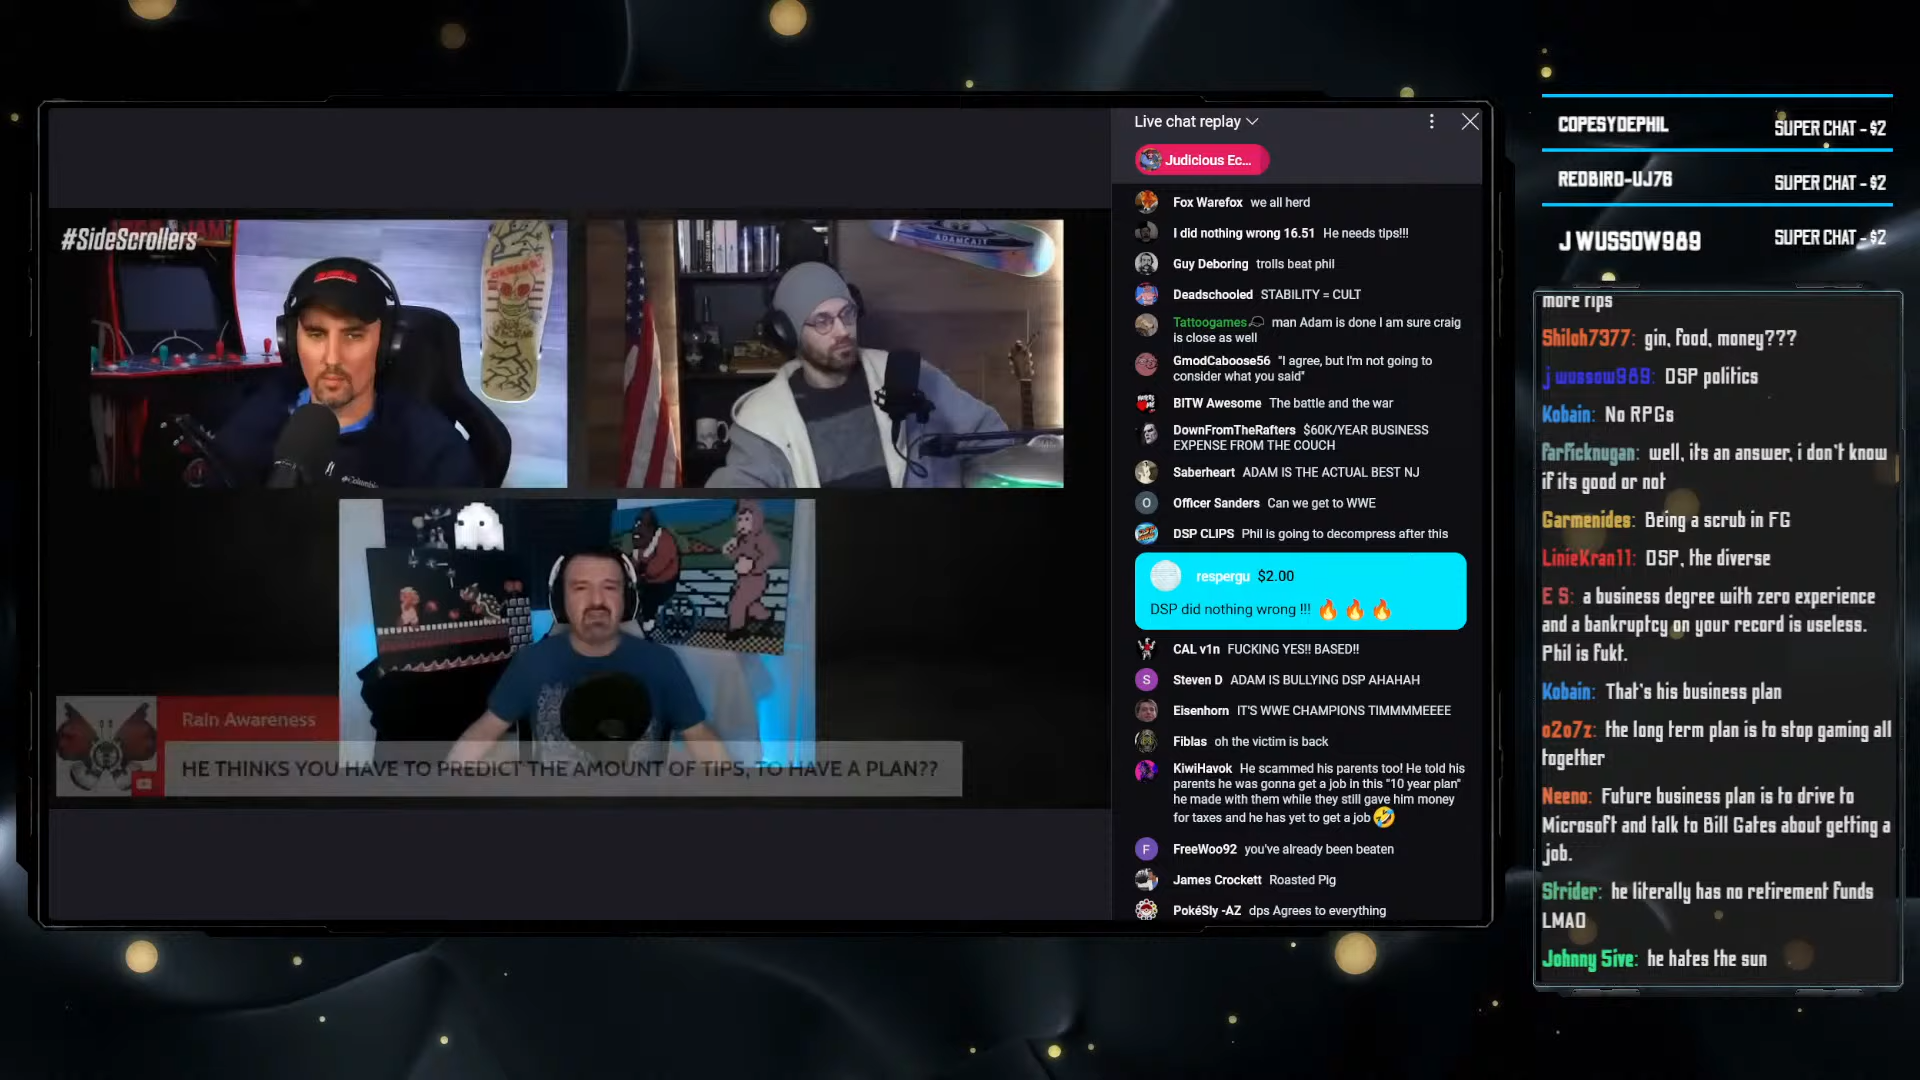 #SideScrollers
ADAMCAIT
Rain Awareness
HE THINKS YOU HAVE TO PREDICT THE AMOUNT OF TIPS, TO HAVE A PLAN??
Live chat replay
Judicious Ec...
Fox Warefox we all herd
I did nothing wrong 16.51 He needs tips!!!
Guy Deboring trolls beat phil
Deadschooled STABILITY = CULT
Tattoogames man Adam is done I am sure craig
is close as well
GmodCaboose56 "I agree, but I'm not going to
consider what you said"
BITW Awesome The battle and the war
DownFromTheRafters $60K/YEAR BUSINESS
EXPENSE FROM THE COUCH
Saberheart ADAM IS THE ACTUAL BEST NJ
O
Officer Sanders Can we get to WWE
DSP CLIPS Phil is going to decompress after this
respergu $2.00
DSP did nothing wrong !!! 🔥 🔥 🔥
CAL v1n FUCKING YES!! BASED!!
S
Steven D ADAM IS BULLYING DSP AHAHAH
Eisenhorn IT'S WWE CHAMPIONS TIMMMMEEEE
Fiblas oh the victim is back
KiwiHavok He scammed his parents too! He told his
parents he was gonna get a job in this "10 year plan"
he made with them while they still gave him money
for taxes and he has yet to get a job 🤣
F
FreeWoo92 you've already been beaten
James Crockett Roasted Pig
PokéSly -AZ dps Agrees to everything
COPESYDEPHIL SUPER CHAT - $2
REDBIRD-UJ76 SUPER CHAT - $2
J WUSSOW989 SUPER CHAT - $2
more rips
Shiloh7377: gin, food, money???
j wussow989: DSP politics
Kobain: No RPGs
farficknugan: well, its an answer, i don't know
if its good or not
Garmenides: Being a scrub in FG
LinieKran11: DSP, the diverse
E S: a business degree with zero experience
and a bankruptcy on your record is useless.
Phil is fukt.
Kobain: That's his business plan
o2o7z: the long term plan is to stop gaming all
together
Neeno: Future business plan is to drive to
Microsoft and talk to Bill Gates about getting a
job.
Strider: he literally has no retirement funds
LMAO
Johnny 5ive: he hates the sun